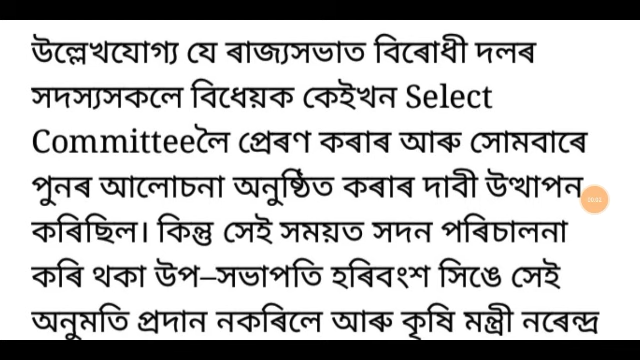 উল্লেখযোগ্য যে ৰাজ্যসভাত বিৰোধী দলৰ
সদস্যসকলে বিধেয়ক কেইখন Select
Committeeলৈ প্ৰেৰণ কৰাৰ আৰু সোমবাৰে
পুনৰ আলোচনা অনুষ্ঠিত কৰাৰ দাবী উত্থাপন
কৰিছিল। কিন্তু সেই সময়ত সদন পৰিচালনা
কৰি থকা উপ–সভাপতি হৰিবংশ সিঙে সেই
অনুমতি প্ৰদান নকৰিলে আৰু কৃষি মন্ত্ৰী নৰেন্দ্ৰ